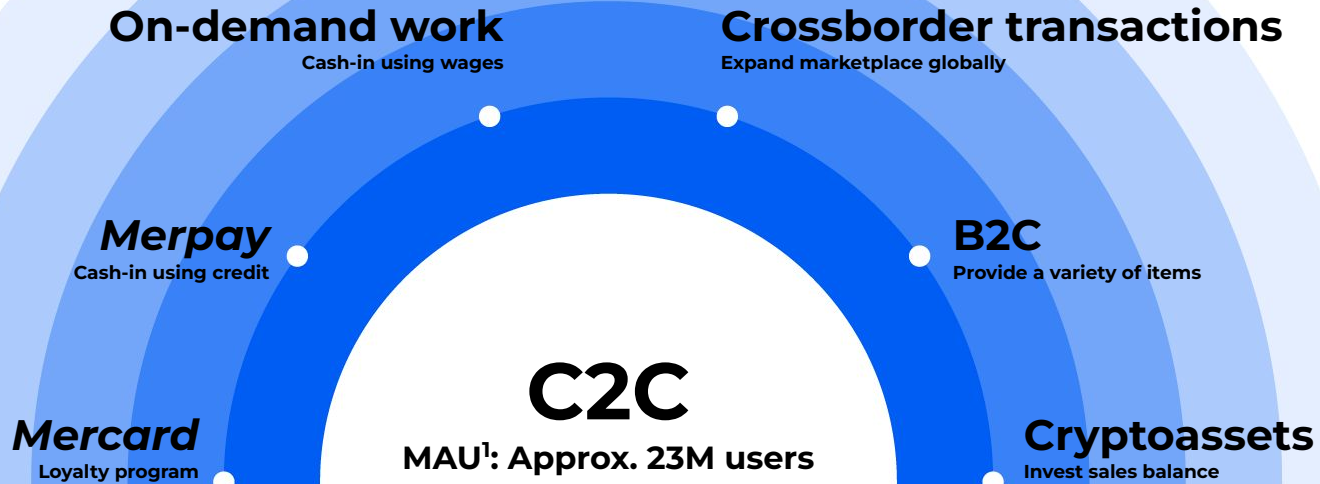 On-demand work
Cash-in using wages
Crossborder transactions
Expand marketplace globally
Merpay
Cash-in using credit
B2C
Provide a variety of items
C2C
MAU¹: Approx. 23M users
Mercard
Loyalty program
Cryptoassets
Invest sales balance